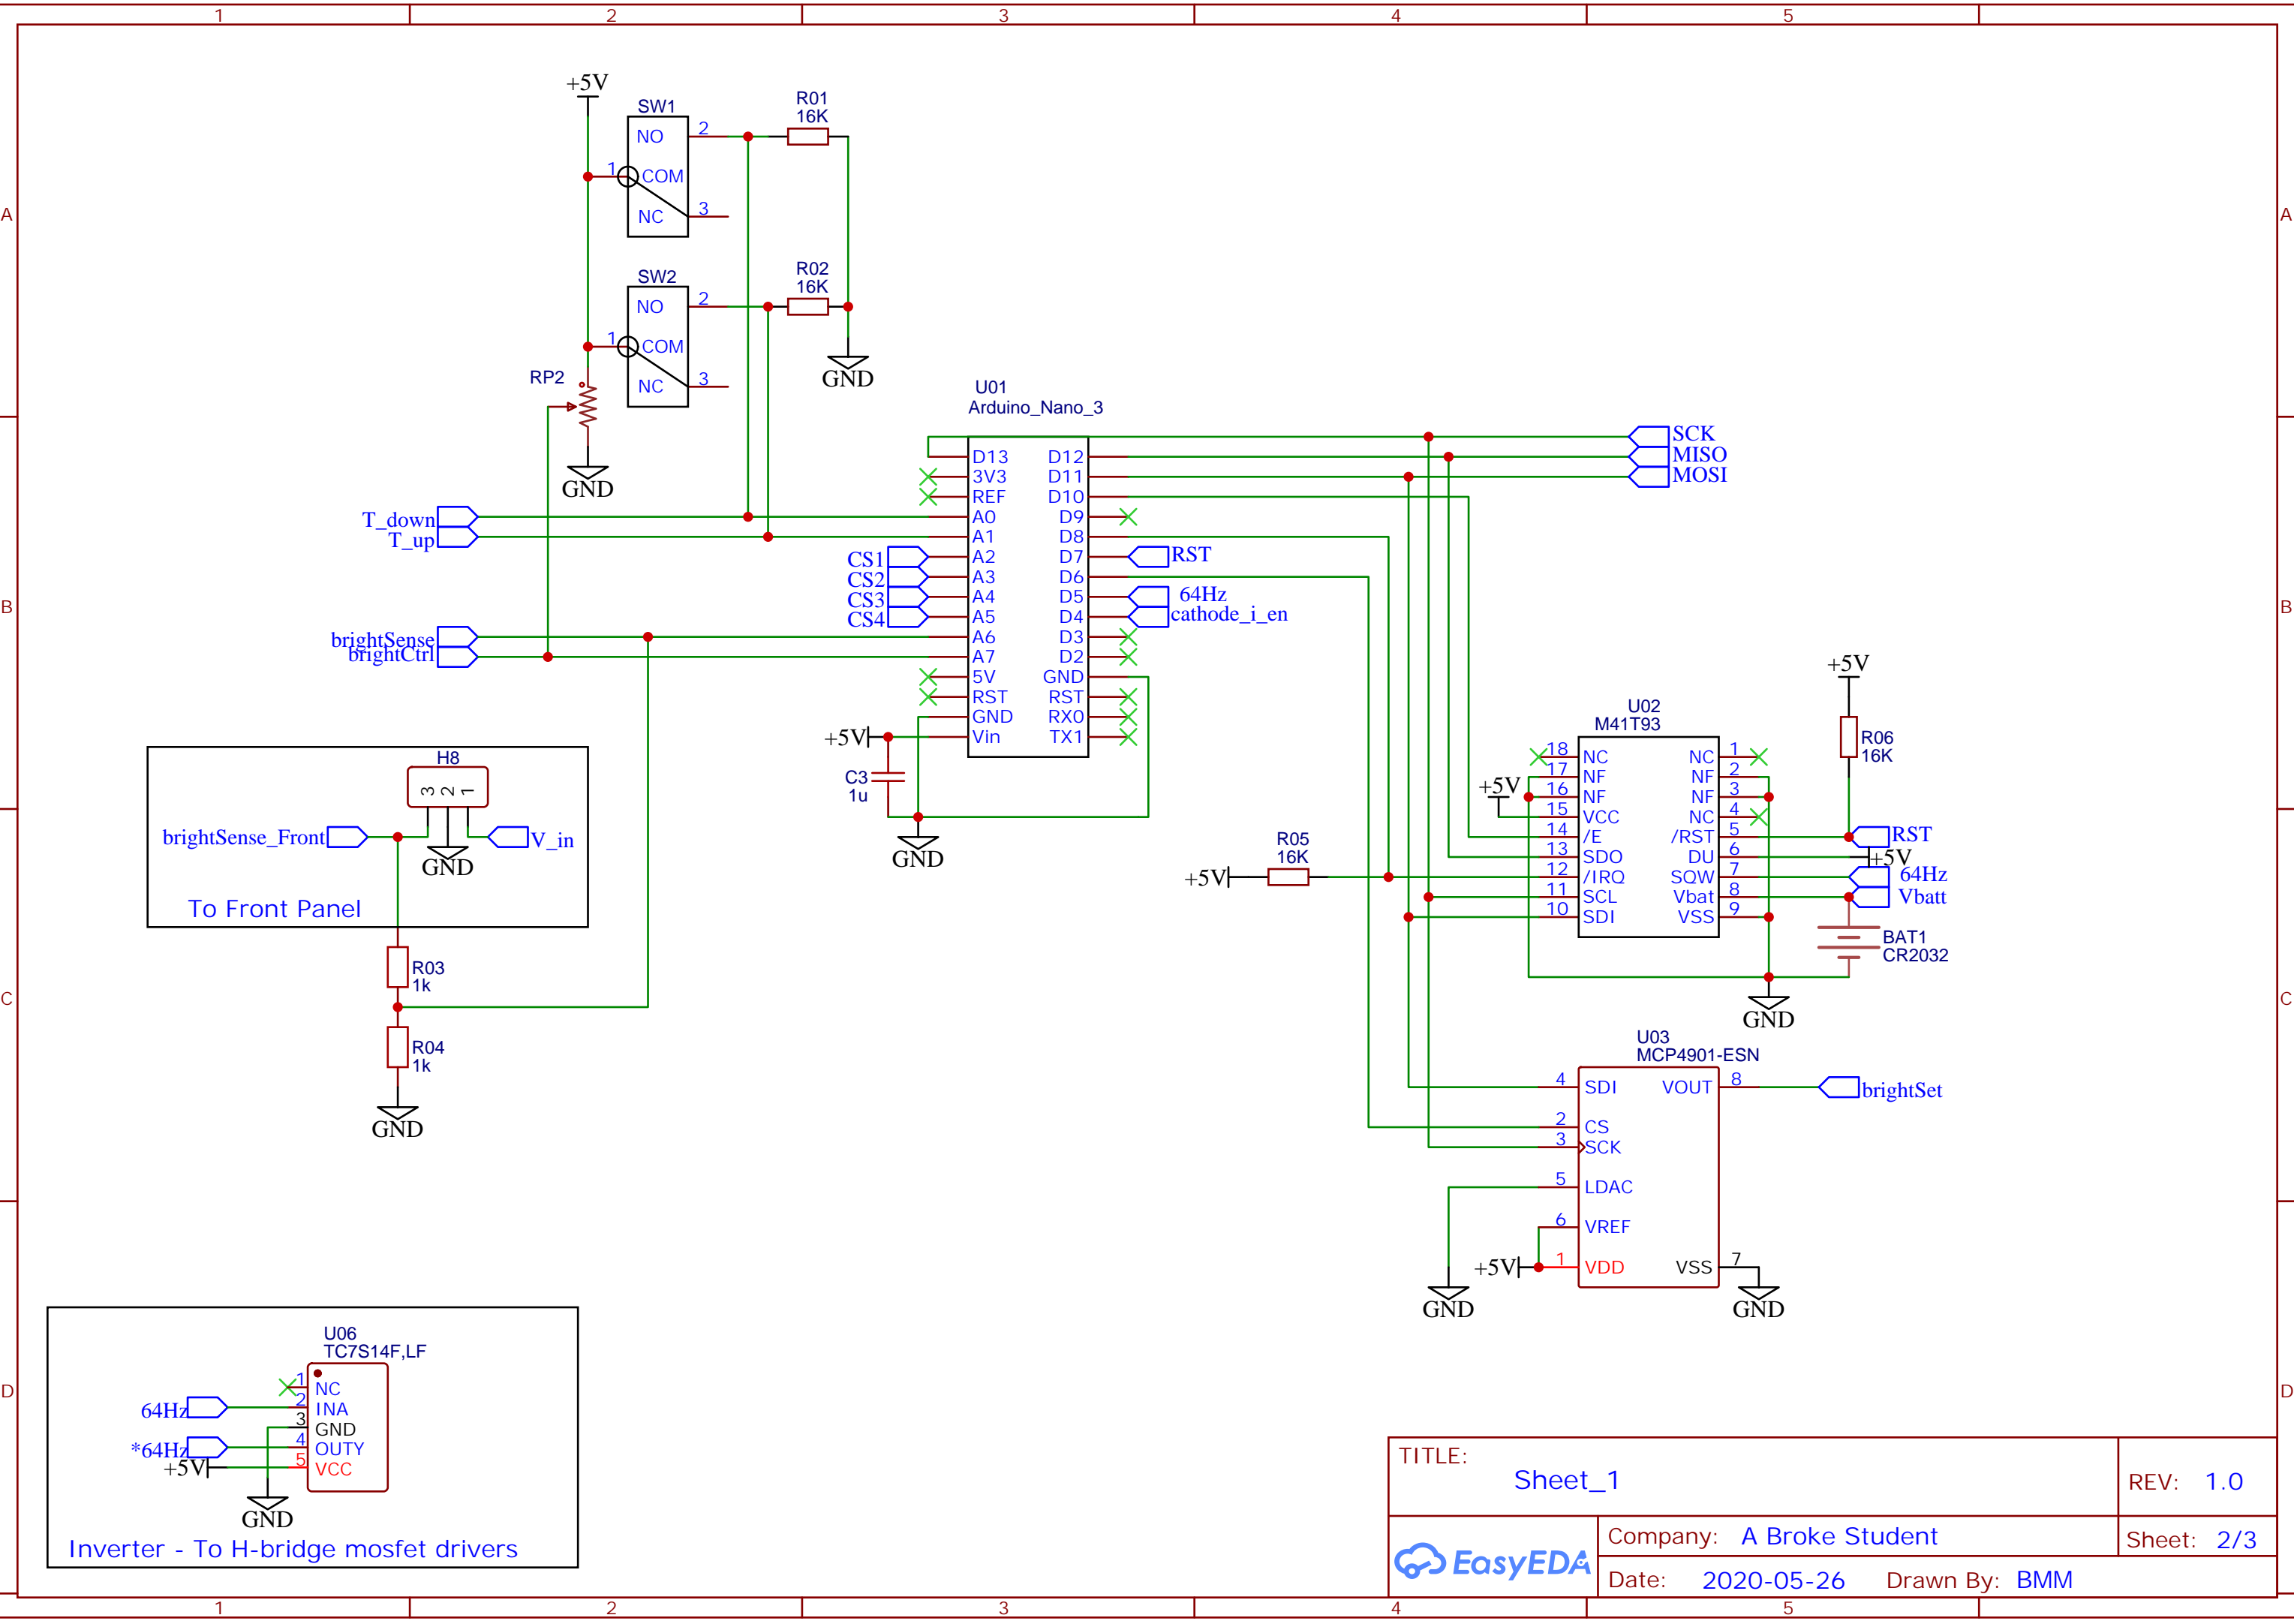 1 2 3 4 5
A
B
C
D
A
B
C
D
+5V
SW1
NO 2
1 COM
NC 3
R01
16K
SW2
NO 2
1 COM
NC 3
R02
16K
GND
RP2
GND
T_down
T_up
CS1
CS2
CS3
CS4
brightSense
brightCtrl
U01
Arduino_Nano_3
D13 D12
3V3 D11
REF D10
A0 D9
A1 D8
A2 D7
A3 D6
A4 D5
A5 D4
A6 D3
A7 D2
5V GND
RST RST
GND RX0
Vin TX1
SCK
MISO
MOSI
RST
64Hz
cathode_i_en
+5V
C3
1u
GND
H8
3 2 1
brightSense_Front
V_in
GND
To Front Panel
R03
1k
R04
1k
GND
R05
16K
+5V
U02
M41T93
18 NC NC 1
17 NF NF 2
16 NF NF 3
15 VCC NC 4
14 /E /RST 5
13 SDO DU 6
12 /IRQ SQW 7
11 SCL Vbat 8
10 SDI VSS 9
+5V
+5V
R06
16K
RST
+5V
64Hz
Vbatt
BAT1
CR2032
GND
U03
MCP4901-ESN
4 SDI VOUT 8
2 CS
3 SCK
5 LDAC
6 VREF
1 VDD VSS 7
brightSet
+5V
GND
GND
U06
TC7S14F,LF
1 NC
2 INA
3 GND
4 OUTY
5 VCC
64Hz
*64Hz
+5V
GND
Inverter - To H-bridge mosfet drivers
TITLE:
Sheet_1
REV: 1.0
EasyEDA
Company: A Broke Student
Sheet: 2/3
Date: 2020-05-26 Drawn By: BMM
1 2 3 4 5